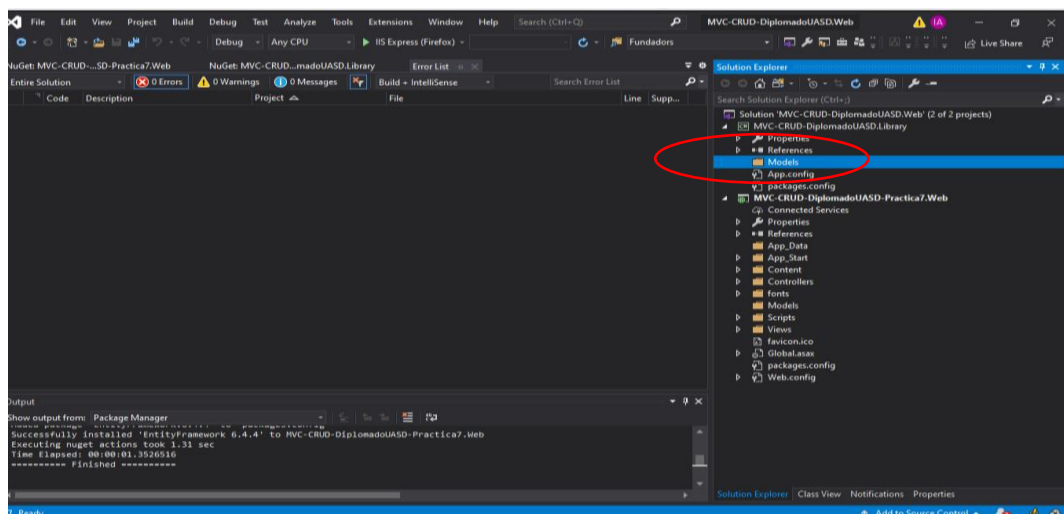 File Edit View Project Build Debug Test Analyze Tools Extensions Window Help Search (Ctrl+Q) MVC-CRUD-DiplomadoUASD.Web IA
Debug Any CPU IIS Express (Firefox) Fundadors Live Share
NuGet: MVC-CRUD-...SD-Practica7.Web NuGet: MVC-CRUD...madoUASD.Library Error List
Entire Solution 0 Errors 0 Warnings 0 Messages Build + IntelliSense Search Error List
Code Description Project File Line Supp...
Solution Explorer
Search Solution Explorer (Ctrl+;)
Solution 'MVC-CRUD-DiplomadoUASD.Web' (2 of 2 projects)
MVC-CRUD-DiplomadoUASD.Library
Properties
References
Models
App.config
packages.config
MVC-CRUD-DiplomadoUASD-Practica7.Web
Connected Services
Properties
References
App_Data
App_Start
Content
Controllers
fonts
Models
Scripts
Views
favicon.ico
Global.asax
packages.config
Web.config
Output
Show output from: Package Manager
Successfully installed 'EntityFramework 6.4.4' to MVC-CRUD-DiplomadoUASD-Practica7.Web
Executing nuget actions took 1.31 sec
Time Elapsed: 00:00:01.3526516
========== Finished ==========
Solution Explorer Class View Notifications Properties
Ready Add to Source Control